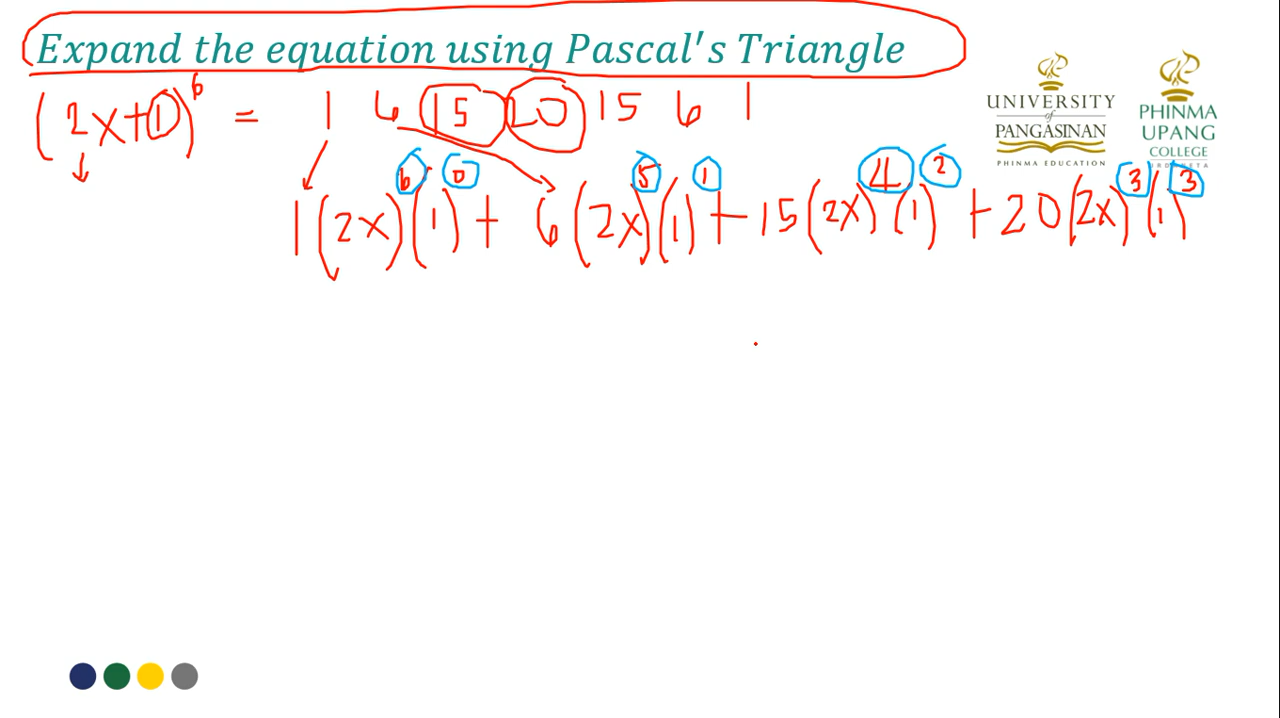 Expand the equation using Pascal's Triangle
(2x+1)⁶ = 1 6 15 20 15 6 1
1(2x)⁶(1)⁰ + 6(2x)⁵(1)¹ + 15(2x)⁴(1)² + 20(2x)³(1)³
UNIVERSITY
of
PANGASINAN
PHINMA EDUCATION
PHINMA
UPANG
COLLEGE
URDANETA